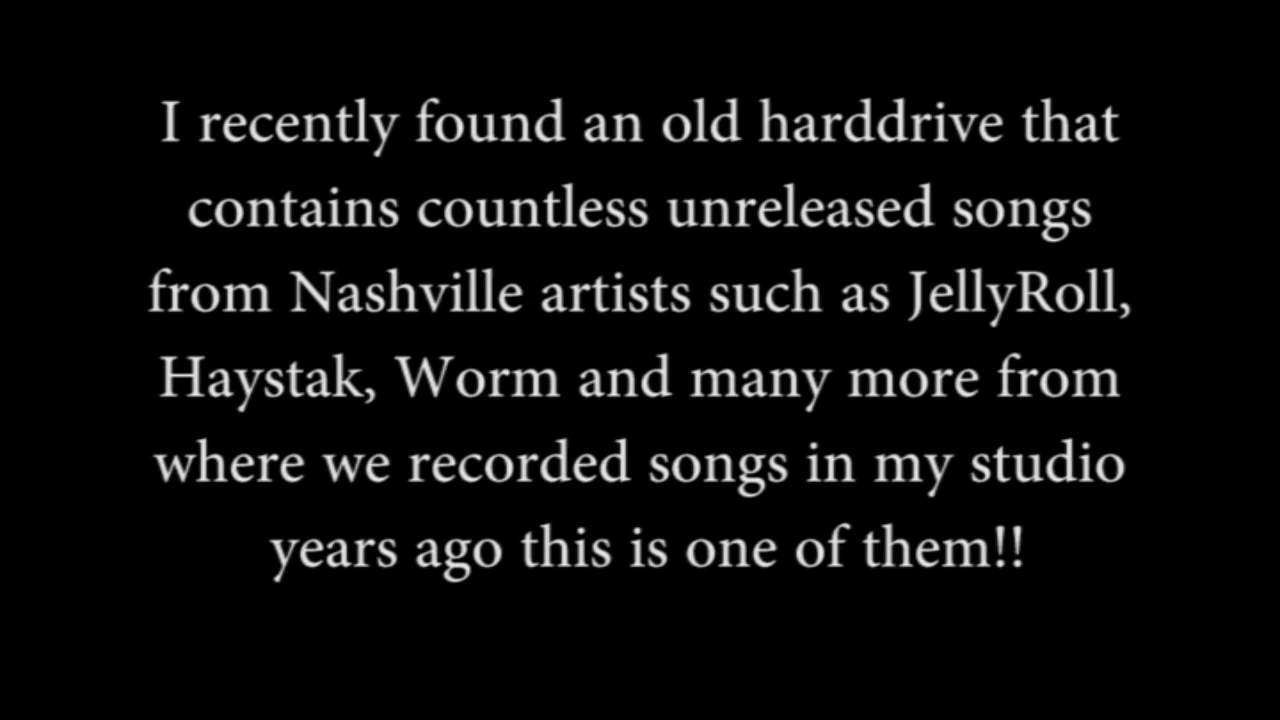 I recently found an old harddrive that
contains countless unreleased songs
from Nashville artists such as JellyRoll,
Haystak, Worm and many more from
where we recorded songs in my studio
years ago this is one of them!!